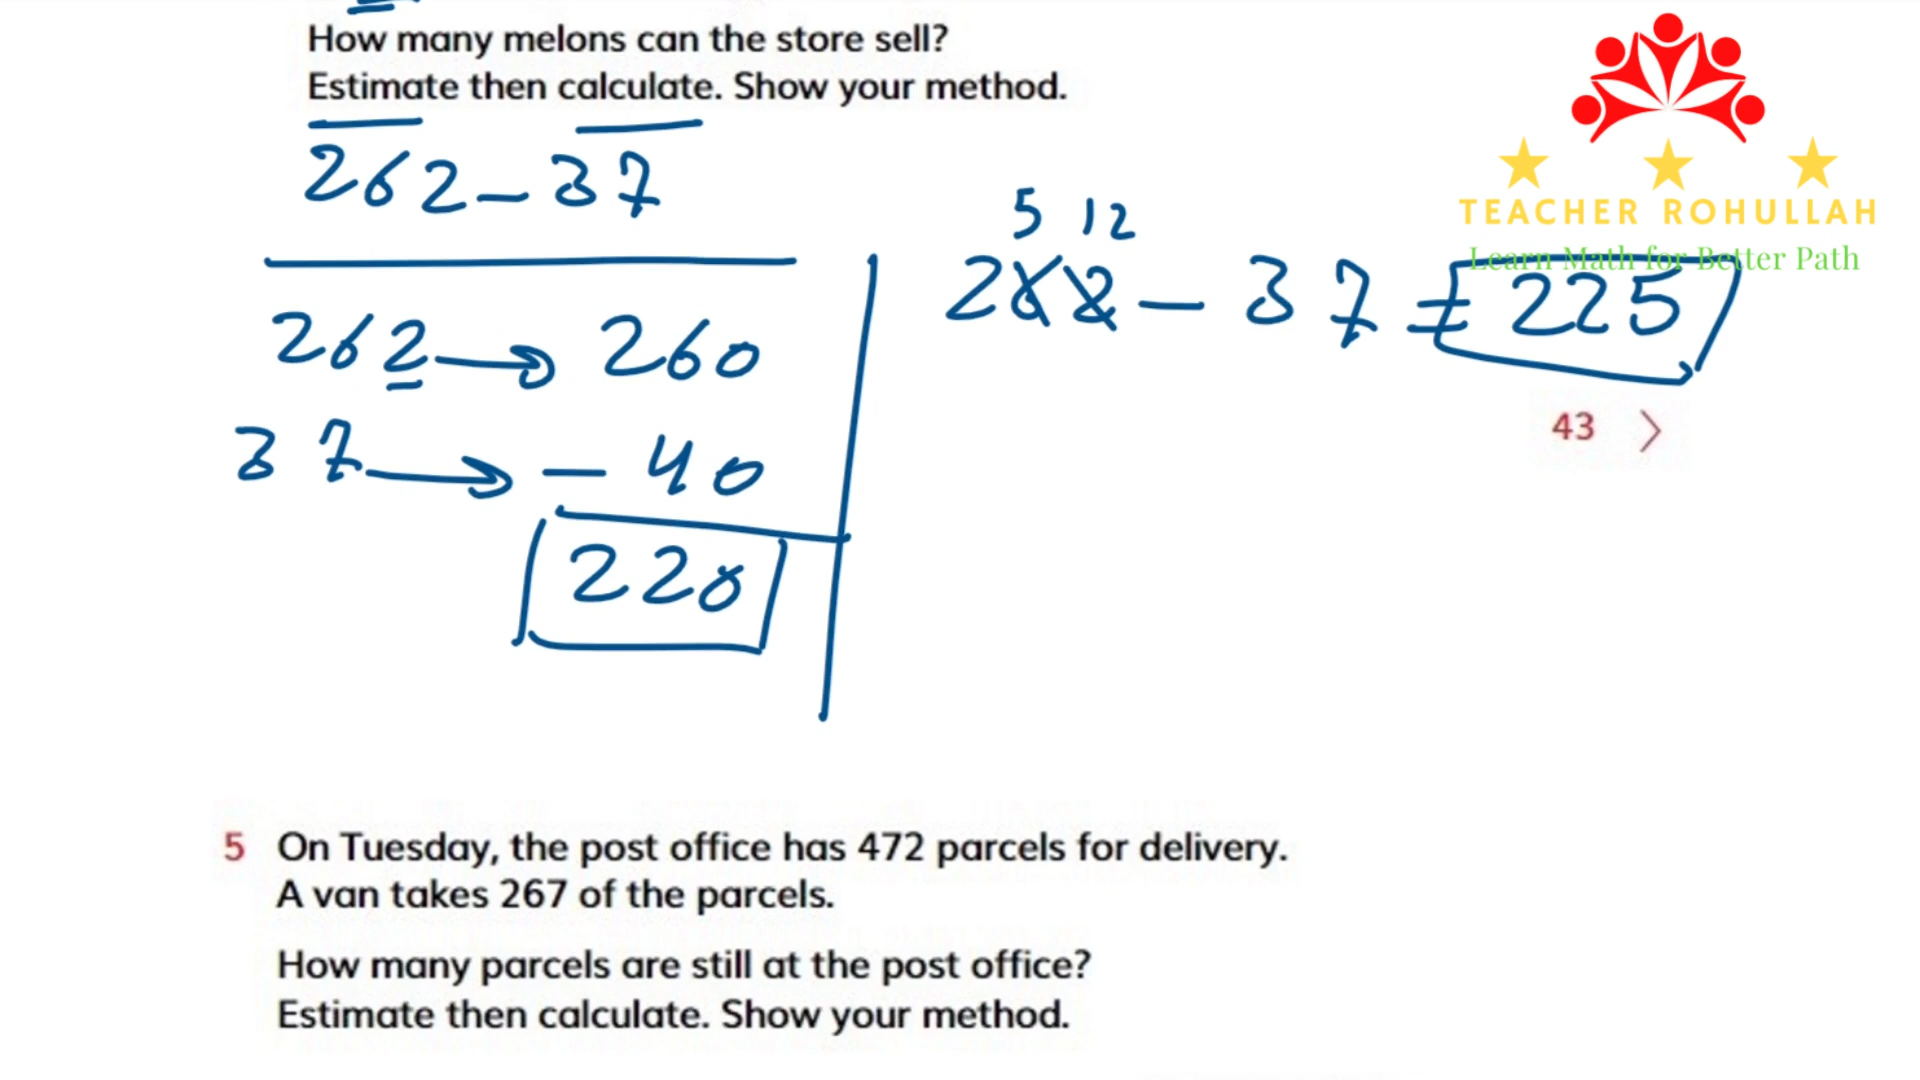 How many melons can the store sell?
Estimate then calculate. Show your method.
262 - 37
262 → 260
37 → - 40
220
5 12
262 - 37 = 225
TEACHER ROHULLAH
Learn Math for Better Path
43 >
5 On Tuesday, the post office has 472 parcels for delivery.
A van takes 267 of the parcels.
How many parcels are still at the post office?
Estimate then calculate. Show your method.